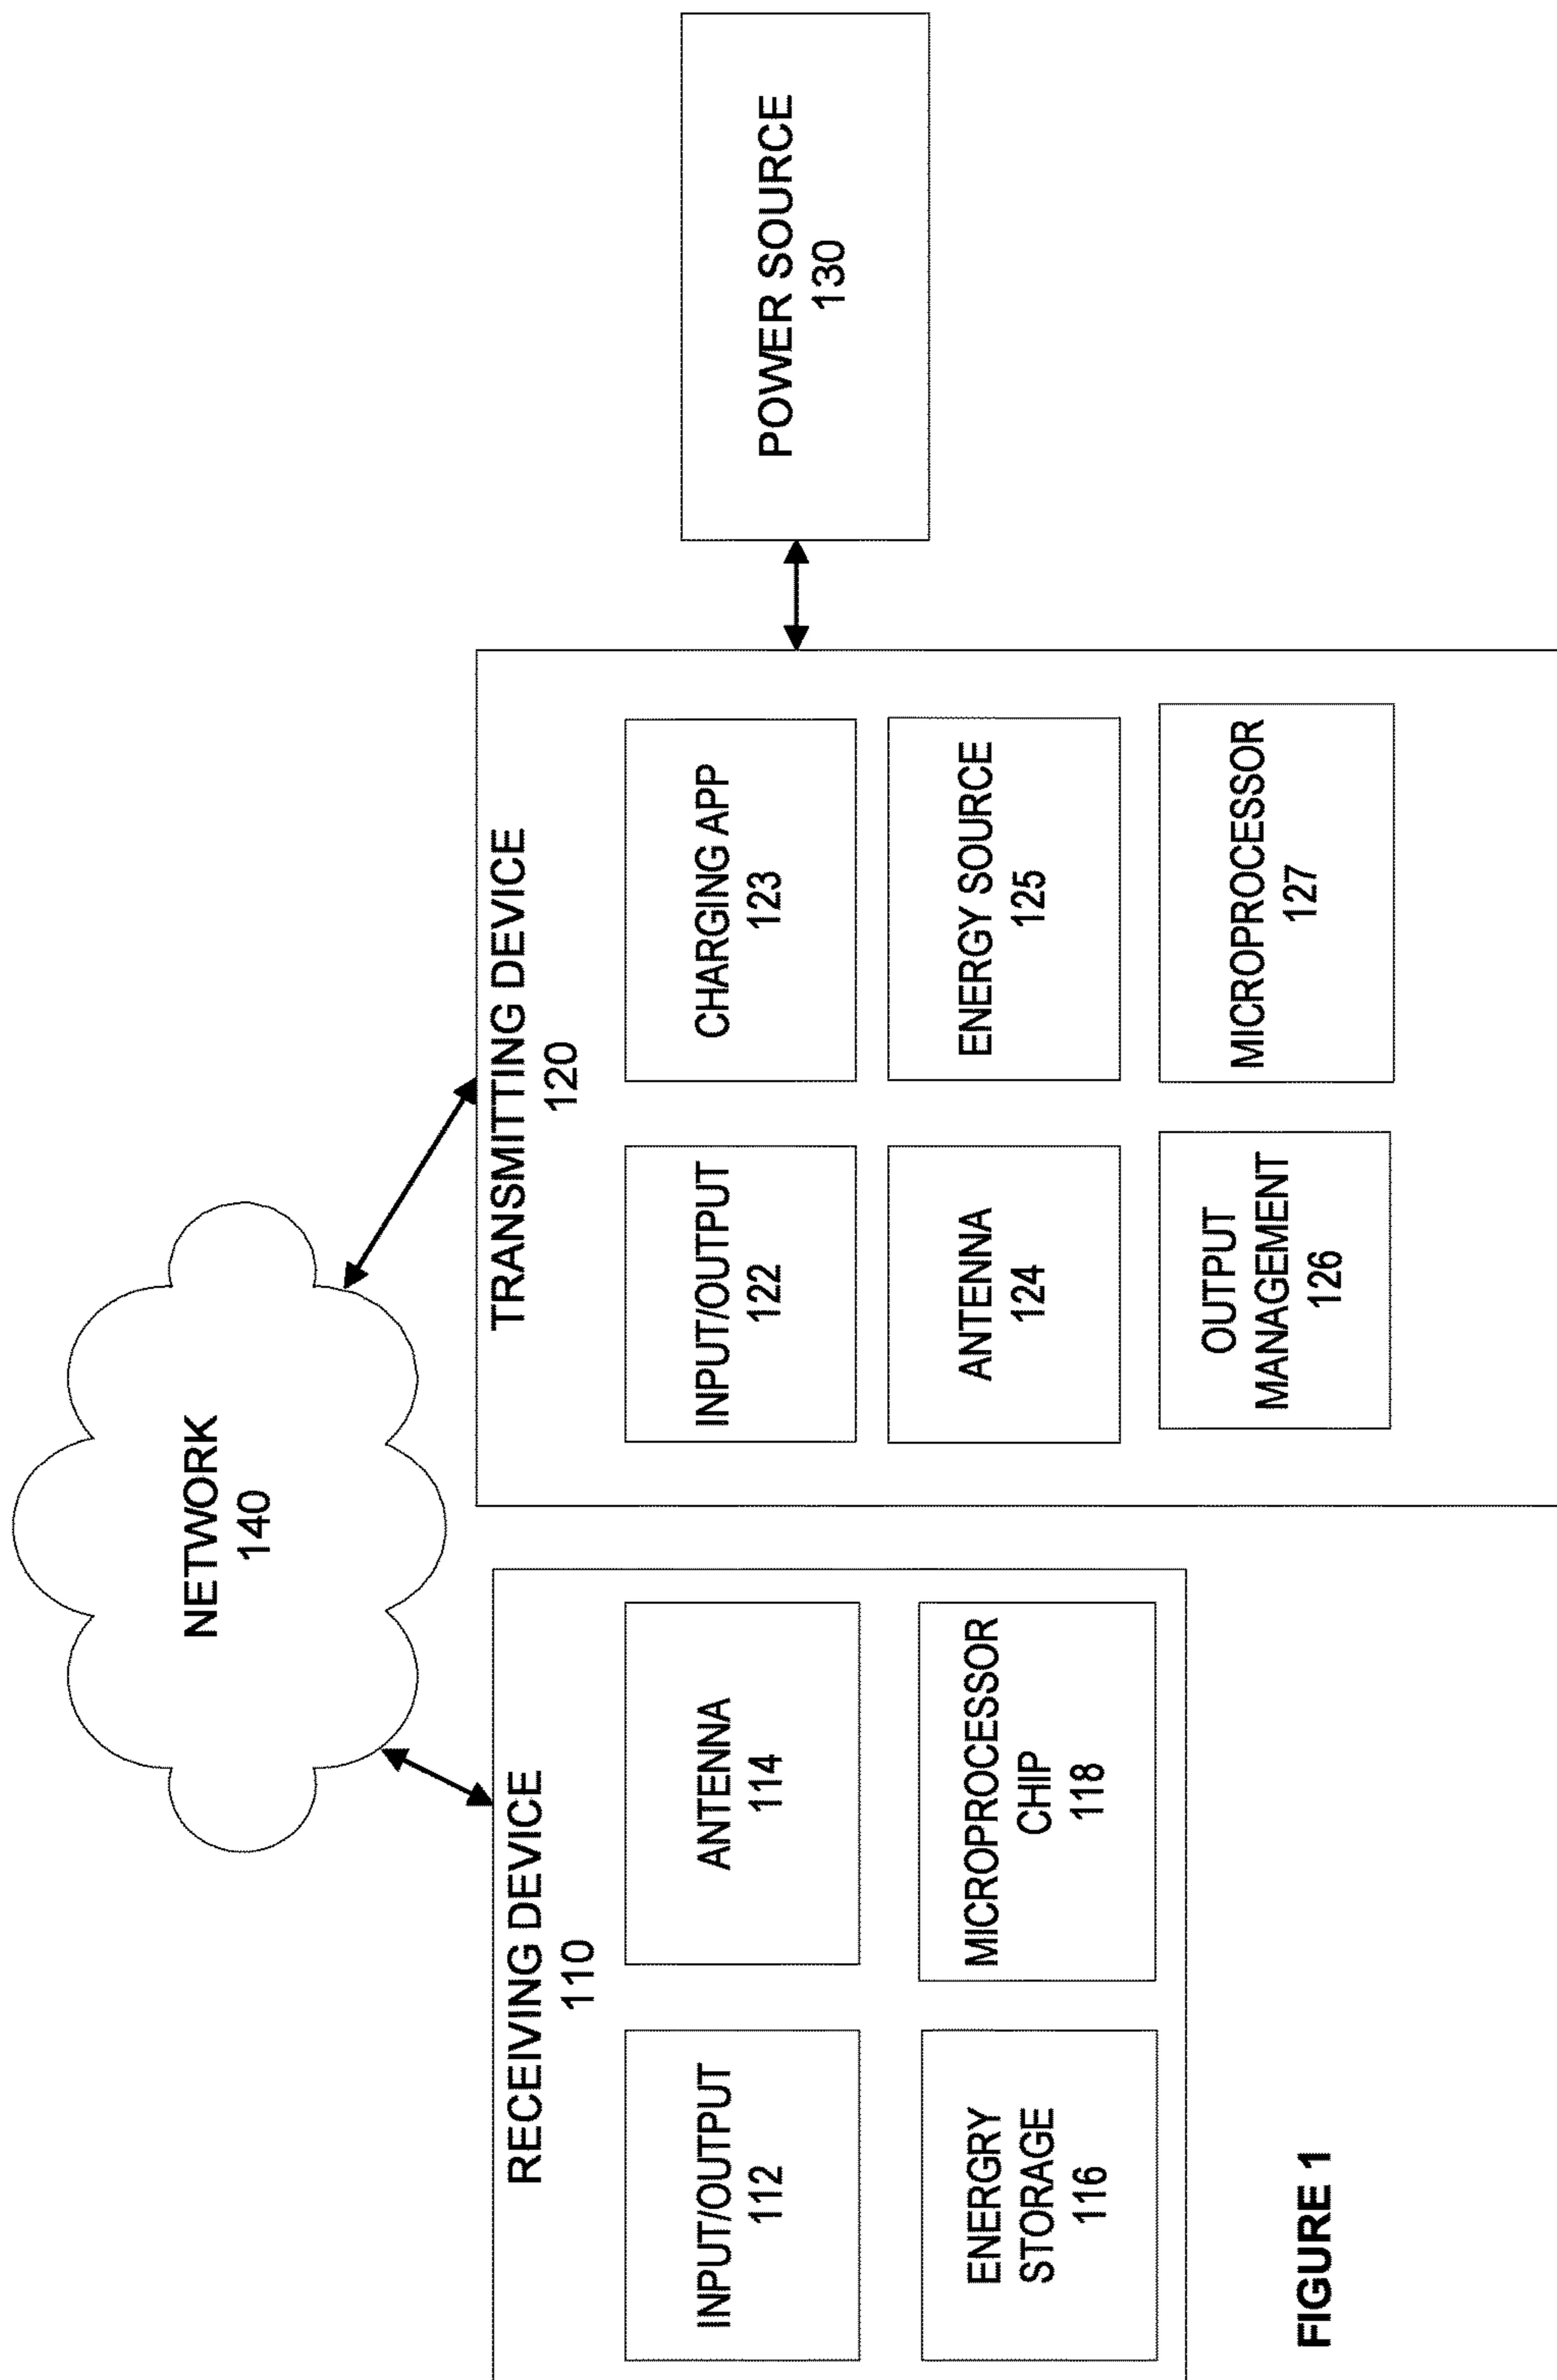 NETWORK
140
RECEIVING DEVICE
110
INPUT/OUTPUT
112
ANTENNA
114
ENERGRY
STORAGE
116
MICROPROCESSOR
CHIP
118
TRANSMITTING DEVICE
120
INPUT/OUTPUT
122
CHARGING APP
123
ANTENNA
124
ENERGY SOURCE
125
OUTPUT
MANAGEMENT
126
MICROPROCESSOR
127
POWER SOURCE
130
FIGURE 1